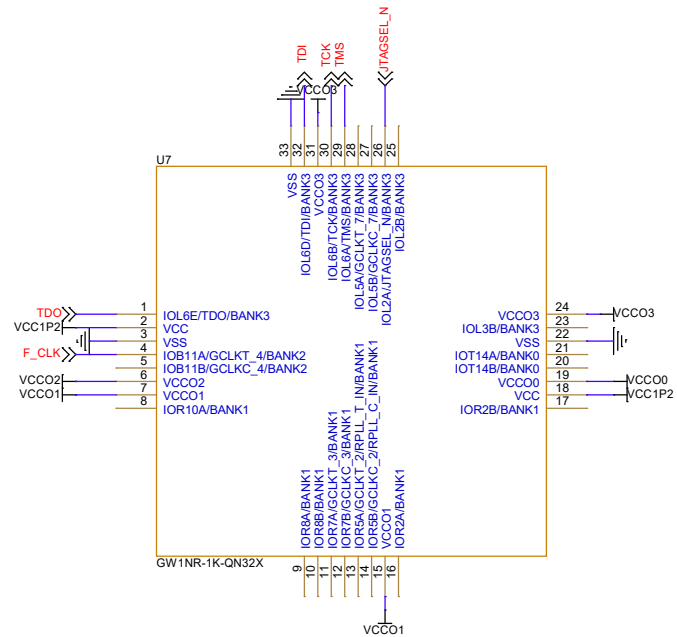 TDI
TCK
TMS
JTAGSEL_N
VCCO3
33
32
31
30
29
28
27
26
25
U7
VSS
IOL6D/TDI/BANK3
VCCO3
IOL6B/TCK/BANK3
IOL6A/TMS/BANK3
IOL5A/GCLKT_7/BANK3
IOL5B/GCLKC_7/BANK3
IOL2A/JTAGSEL_N/BANK3
IOL2B/BANK3
TDO 1 IOL6E/TDO/BANK3
VCC1P2 2 VCC
3 VSS
F_CLK 4 IOB11A/GCLKT_4/BANK2
5 IOB11B/GCLKC_4/BANK2
VCCO2 6 VCCO2
VCCO1 7 VCCO1
8 IOR10A/BANK1
VCCO3 24 VCCO3
IOL3B/BANK3 23
VSS 22
IOT14A/BANK0 21
IOT14B/BANK0 20
VCCO0 19 VCCO0
VCC 18 VCC1P2
IOR2B/BANK1 17
IOR8A/BANK1
IOR8B/BANK1
IOR7A/GCLKT_3/BANK1
IOR7B/GCLKC_3/BANK1
IOR5A/GCLKT_2/RPLL_T_IN/BANK1
IOR5B/GCLKC_2/RPLL_C_IN/BANK1
VCCO1
IOR2A/BANK1
GW1NR-1K-QN32X
9
10
11
12
13
14
15
16
VCCO1